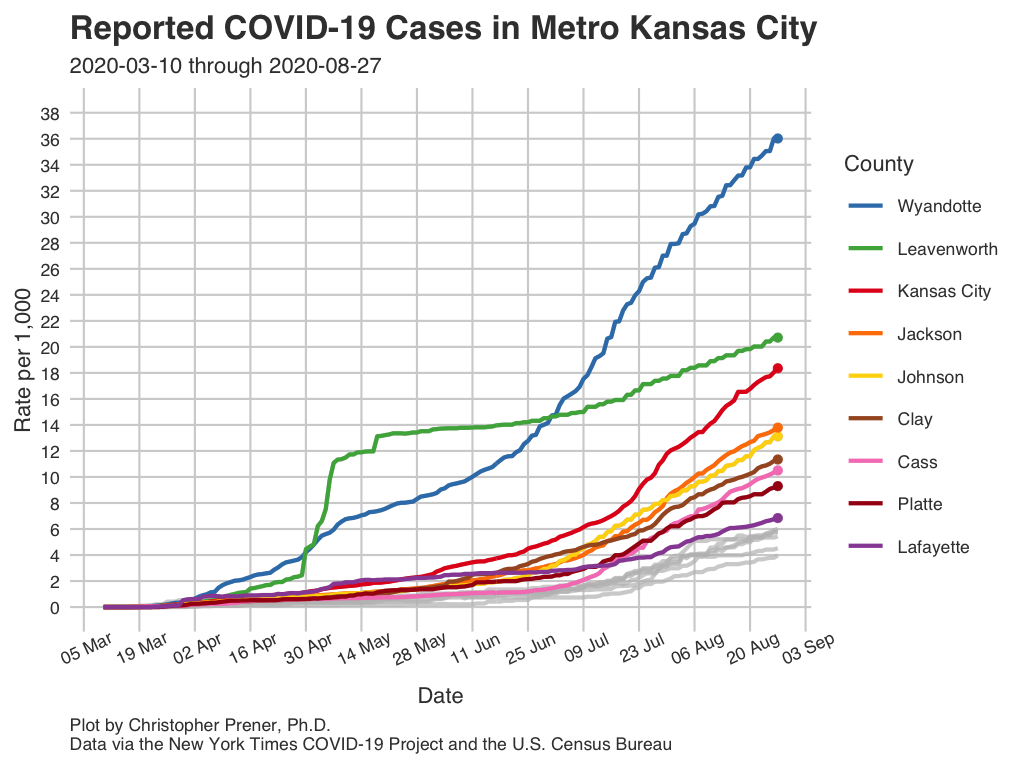 Reported COVID-19 Cases in Metro Kansas City
2020-03-10 through 2020-08-27
38
36
34
32
30
28
26
24
22
20
18
16
14
12
10
8
6
4
2
0
Rate per 1,000
05 Mar
19 Mar
02 Apr
16 Apr
30 Apr
14 May
28 May
11 Jun
25 Jun
09 Jul
23 Jul
06 Aug
20 Aug
03 Sep
Date
County
Wyandotte
Leavenworth
Kansas City
Jackson
Johnson
Clay
Cass
Platte
Lafayette
Plot by Christopher Prener, Ph.D.
Data via the New York Times COVID-19 Project and the U.S. Census Bureau